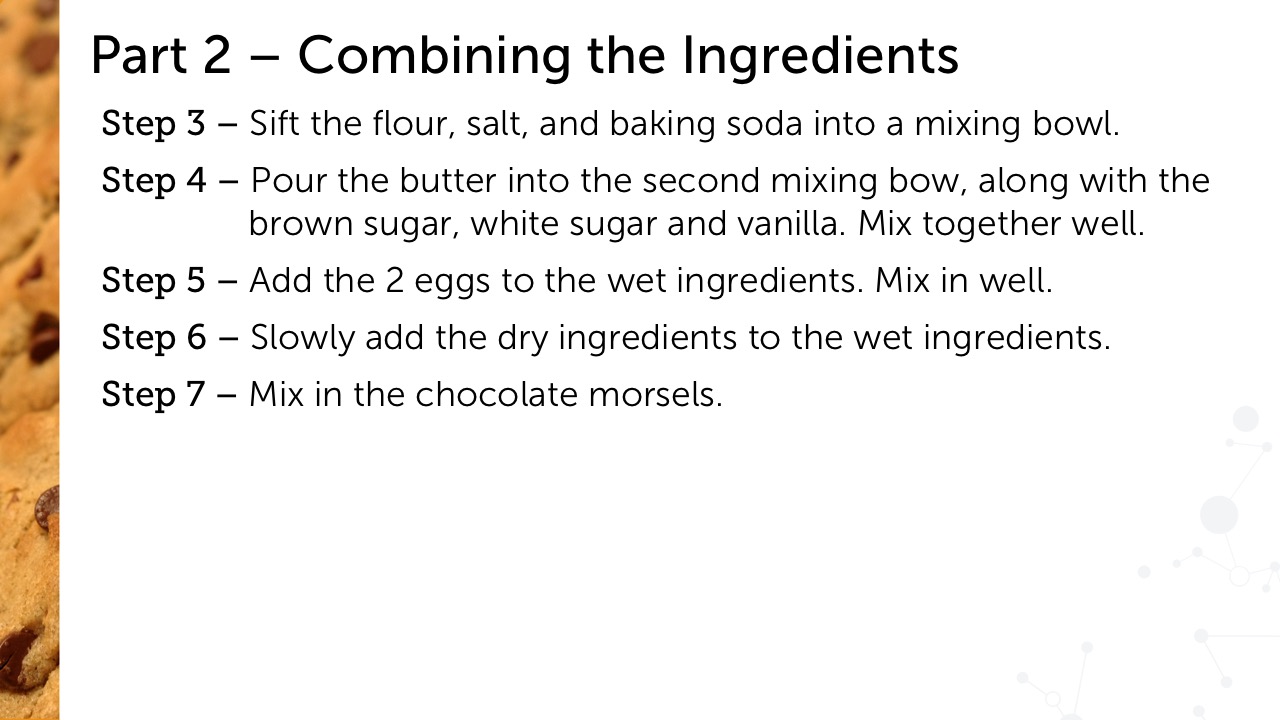 Part 2 – Combining the Ingredients
Step 3 – Sift the flour, salt, and baking soda into a mixing bowl.
Step 4 – Pour the butter into the second mixing bow, along with the
brown sugar, white sugar and vanilla. Mix together well.
Step 5 – Add the 2 eggs to the wet ingredients. Mix in well.
Step 6 – Slowly add the dry ingredients to the wet ingredients.
Step 7 – Mix in the chocolate morsels.